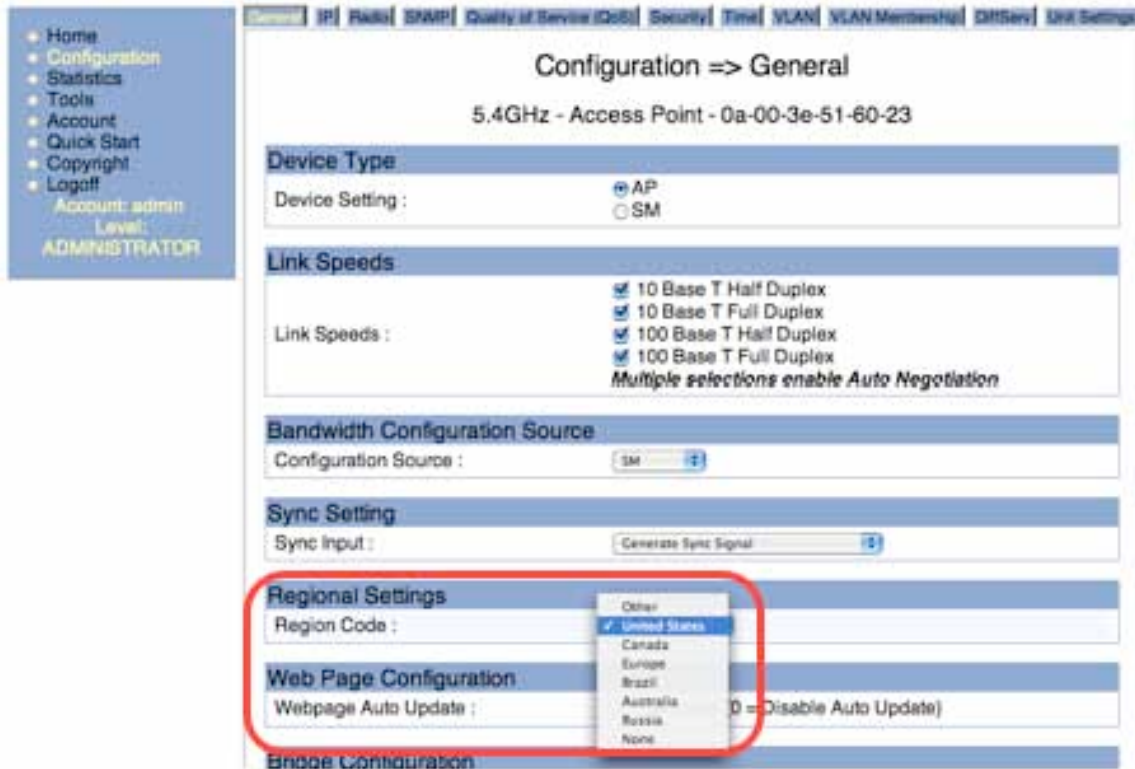 Home
Configuration
Statistics
Tools
Account
Quick Start
Copyright
Logoff
Account: admin
Level:
ADMINISTRATOR
General IP Radio SNMP Quality of Service (QoS) Security Time VLAN VLAN Membership DiffServ Unit Settings
Configuration => General
5.4GHz - Access Point - 0a-00-3e-51-60-23
Device Type
Device Setting :
AP
SM
Link Speeds
Link Speeds :
10 Base T Half Duplex
10 Base T Full Duplex
100 Base T Half Duplex
100 Base T Full Duplex
Multiple selections enable Auto Negotiation
Bandwidth Configuration Source
Configuration Source : SM
Sync Setting
Sync Input : Generate Sync Signal
Regional Settings
Region Code :
Other
United States
Canada
Europe
Brazil
Australia
Russia
None
Web Page Configuration
Webpage Auto Update : (0 = Disable Auto Update)
Bridge Configuration